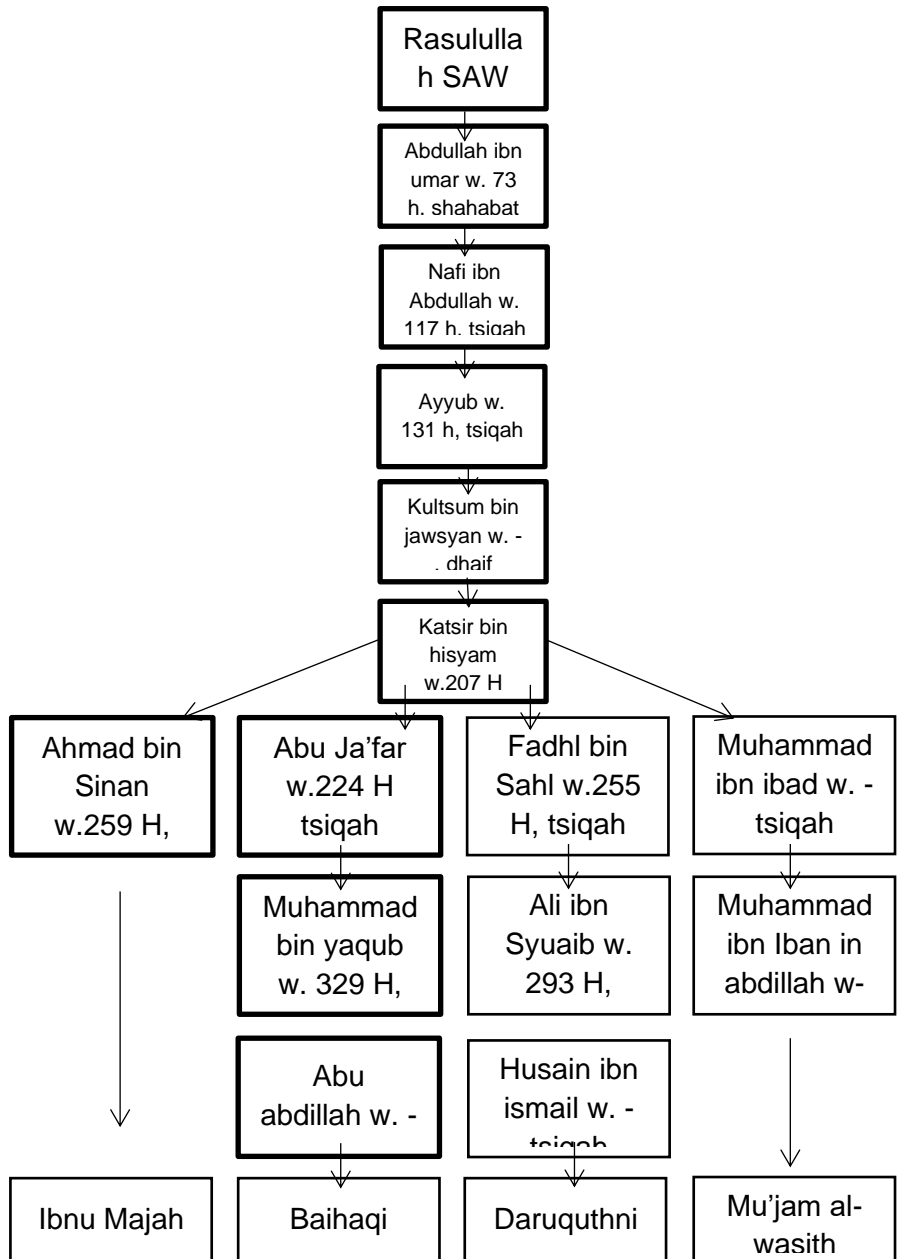 Rasululla
h SAW
Abdullah ibn
umar w. 73
h. shahabat
Nafi ibn
Abdullah w.
117 h. tsiqah
Ayyub w.
131 h, tsiqah
Kultsum bin
jawsyan w. -
. dhaif
Katsir bin
hisyam
w.207 H
Ahmad bin
Sinan
w.259 H,
Abu Ja’far
w.224 H
tsiqah
Fadhl bin
Sahl w.255
H, tsiqah
Muhammad
ibn ibad w. -
tsiqah
Muhammad
bin yaqub
w. 329 H,
Ali ibn
Syuaib w.
293 H,
Muhammad
ibn Iban in
abdillah w-
Abu
abdillah w. -
Husain ibn
ismail w. -
tsiqah
Ibnu Majah
Baihaqi
Daruquthni
Mu’jam al-
wasith